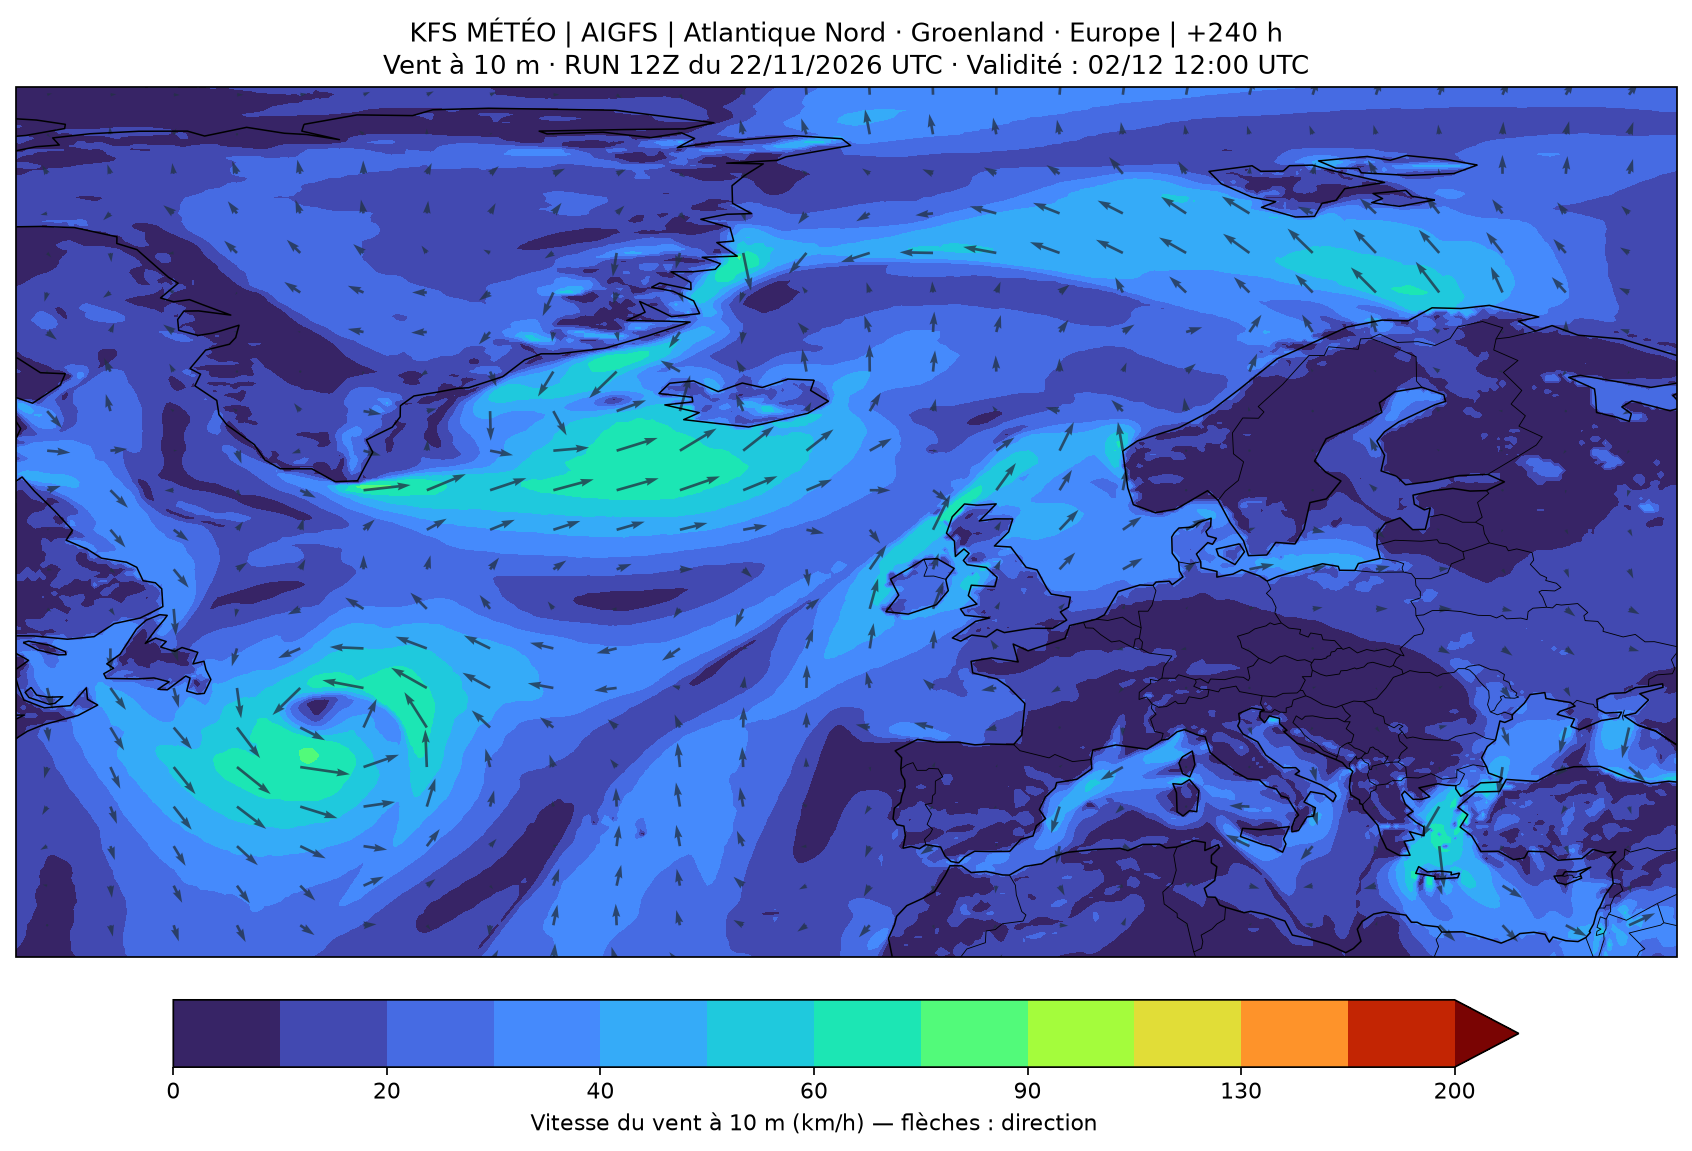 KFS MÉTÉO | AIGFS | Atlantique Nord · Groenland · Europe | +240 h
Vent à 10 m · RUN 12Z du 22/11/2026 UTC · Validité : 02/12 12:00 UTC
0 20 40 60 90 130 200
Vitesse du vent à 10 m (km/h) — flèches : direction